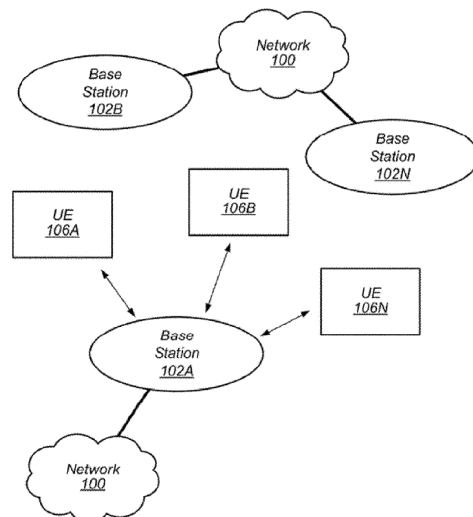 Network
100
Base
Station
102B
Base
Station
102N
UE
106A
UE
106B
UE
106N
Base
Station
102A
Network
100